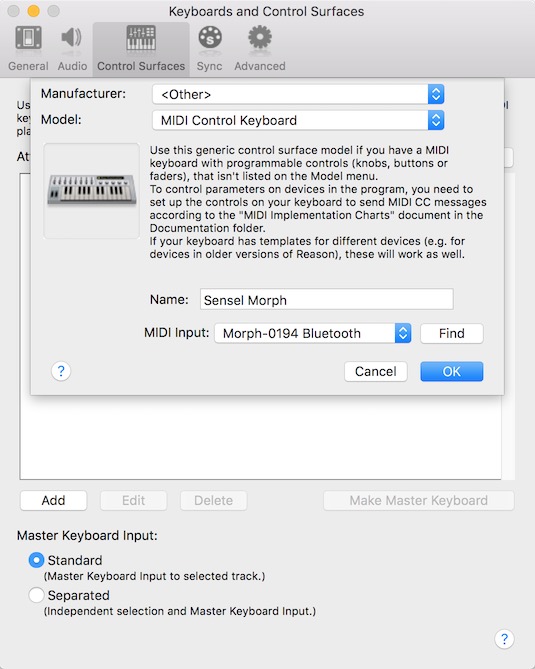 Keyboards and Control Surfaces
General Audio Control Surfaces Sync Advanced
Manufacturer: <Other>
Model: MIDI Control Keyboard
Use this generic control surface model if you have a MIDI
keyboard with programmable controls (knobs, buttons or
faders), that isn't listed on the Model menu.
To control parameters on devices in the program, you need to
set up the controls on your keyboard to send MIDI CC messages
according to the "MIDI Implementation Charts" document in the
Documentation folder.
If your keyboard has templates for different devices (e.g. for
devices in older versions of Reason), these will work as well.
Name: Sensel Morph
MIDI Input: Morph-0194 Bluetooth Find
? Cancel OK
Add Edit Delete Make Master Keyboard
Master Keyboard Input:
Standard
(Master Keyboard Input to selected track.)
Separated
(Independent selection and Master Keyboard Input.)
?